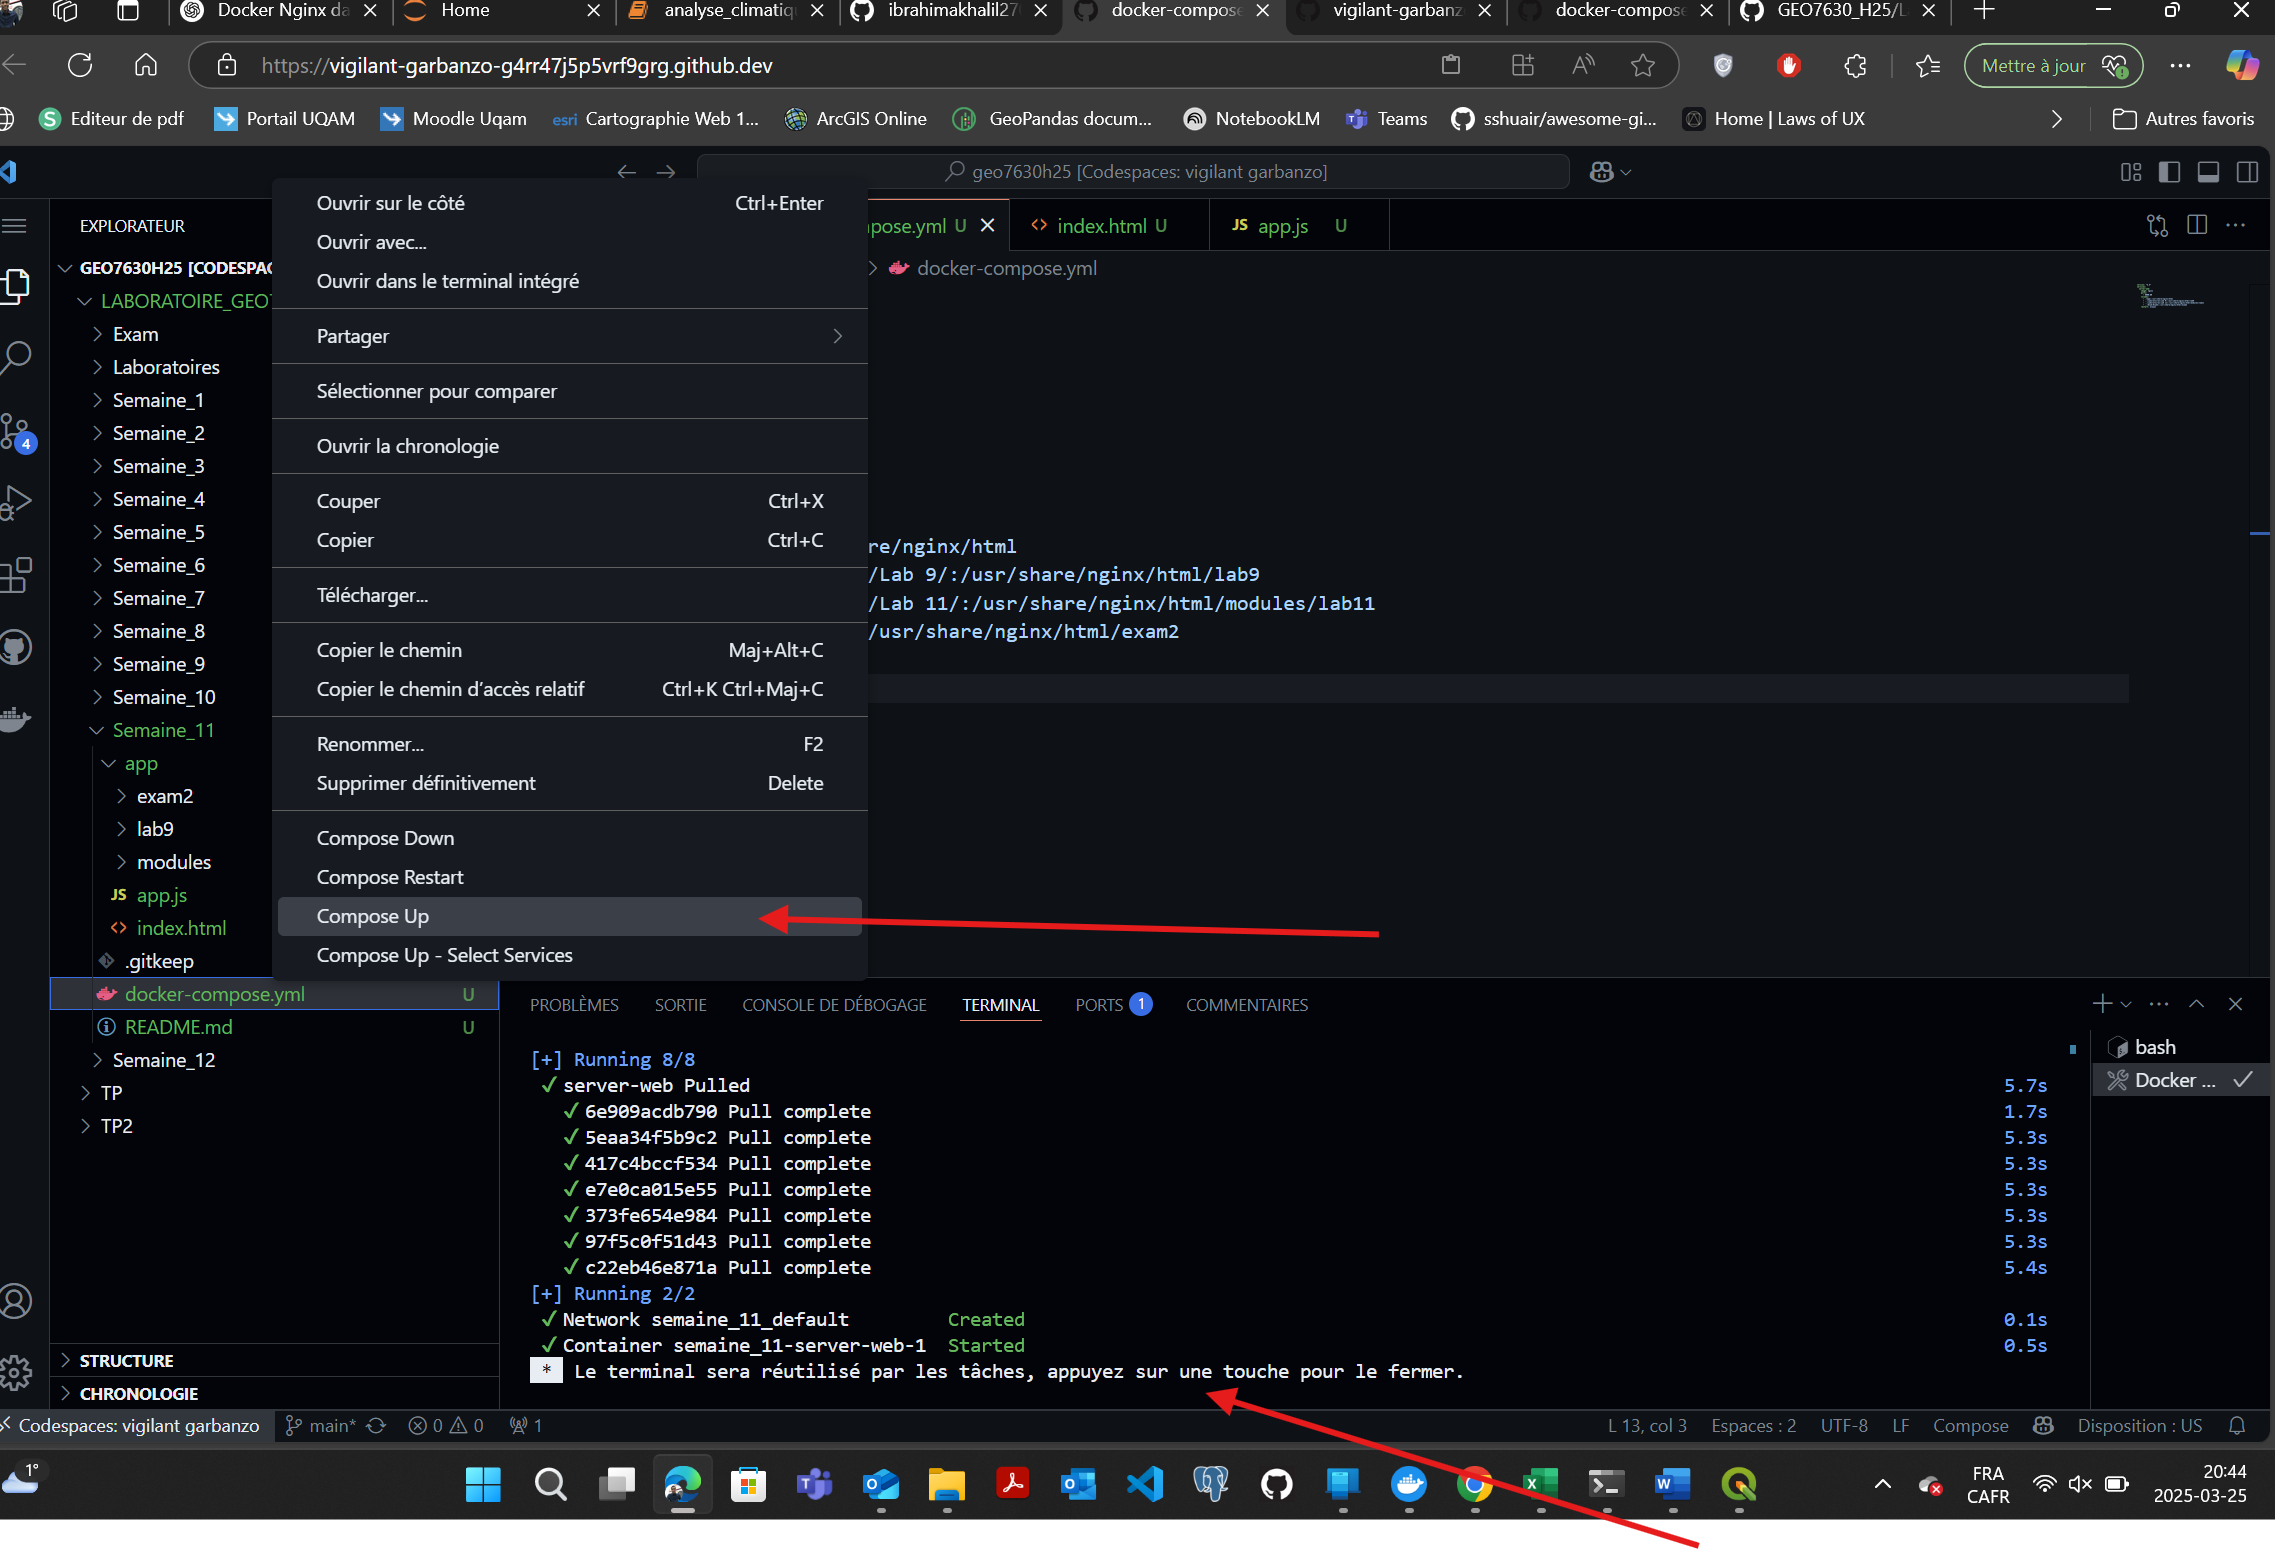 Docker Nginx da
Home
analyse_climatiq
ibrahimakhalil27
docker-compose
vigilant-garbanz
docker-compose
GEO7630_H25/L
https://vigilant-garbanzo-g4rr47j5p5vrf9grg.github.dev
Mettre à jour
Editeur de pdf
Portail UQAM
Moodle Uqam
esri Cartographie Web 1...
ArcGIS Online
GeoPandas docum...
NotebookLM
Teams
sshuair/awesome-gi...
Home | Laws of UX
Autres favoris
geo7630h25 [Codespaces: vigilant garbanzo]
EXPLORATEUR
GEO7630H25 [CODESPAC
LABORATOIRE_GEO
Exam
Laboratoires
Semaine_1
Semaine_2
Semaine_3
Semaine_4
Semaine_5
Semaine_6
Semaine_7
Semaine_8
Semaine_9
Semaine_10
Semaine_11
app
exam2
lab9
modules
JS app.js
index.html
.gitkeep
docker-compose.yml U
README.md U
Semaine_12
TP
TP2
STRUCTURE
CHRONOLOGIE
4
Ouvrir sur le côté Ctrl+Enter
Ouvrir avec...
Ouvrir dans le terminal intégré
Partager
Sélectionner pour comparer
Ouvrir la chronologie
Couper Ctrl+X
Copier Ctrl+C
Télécharger...
Copier le chemin Maj+Alt+C
Copier le chemin d'accès relatif Ctrl+K Ctrl+Maj+C
Renommer... F2
Supprimer définitivement Delete
Compose Down
Compose Restart
Compose Up
Compose Up - Select Services
pose.yml U
index.html U
JS app.js U
docker-compose.yml
re/nginx/html
/Lab 9/:/usr/share/nginx/html/lab9
/Lab 11/:/usr/share/nginx/html/modules/lab11
/usr/share/nginx/html/exam2
PROBLÈMES SORTIE CONSOLE DE DÉBOGAGE TERMINAL PORTS 1 COMMENTAIRES
[+] Running 8/8
✓ server-web Pulled 5.7s
✓ 6e909acdb790 Pull complete 1.7s
✓ 5eaa34f5b9c2 Pull complete 5.3s
✓ 417c4bccf534 Pull complete 5.3s
✓ e7e0ca015e55 Pull complete 5.3s
✓ 373fe654e984 Pull complete 5.3s
✓ 97f5c0f51d43 Pull complete 5.3s
✓ c22eb46e871a Pull complete 5.4s
[+] Running 2/2
✓ Network semaine_11_default Created 0.1s
✓ Container semaine_11-server-web-1 Started 0.5s
* Le terminal sera réutilisé par les tâches, appuyez sur une touche pour le fermer.
bash
Docker ...
Codespaces: vigilant garbanzo
main*
0 0
1
L 13, col 3
Espaces : 2
UTF-8
LF
Compose
Disposition : US
1°
FRA
CAFR
20:44
2025-03-25